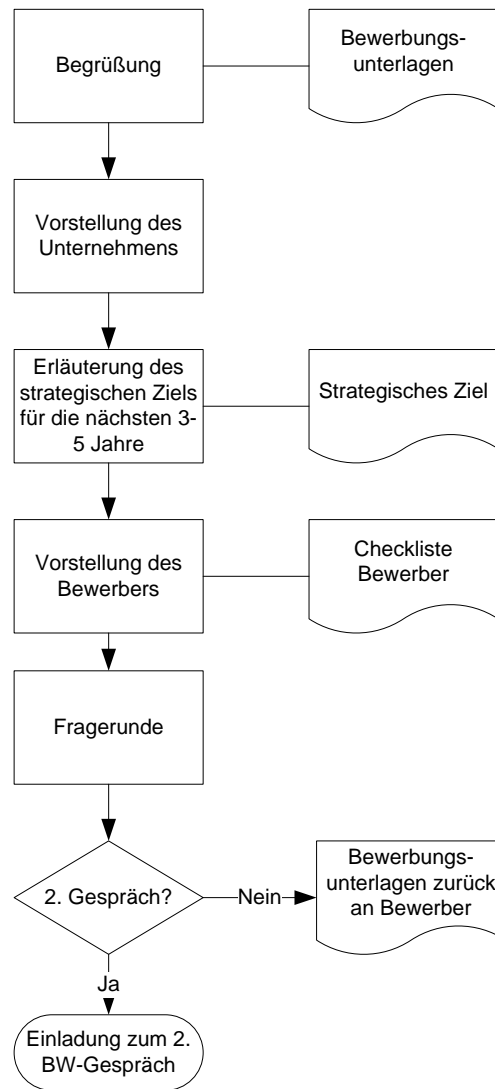 Begrüßung
Bewerbungs-
unterlagen
Vorstellung des
Unternehmens
Erläuterung des
strategischen Ziels
für die nächsten 3-
5 Jahre
Strategisches Ziel
Vorstellung des
Bewerbers
Checkliste
Bewerber
Fragerunde
2. Gespräch?
Nein
Bewerbungs-
unterlagen zurück
an Bewerber
Ja
Einladung zum 2.
BW-Gespräch